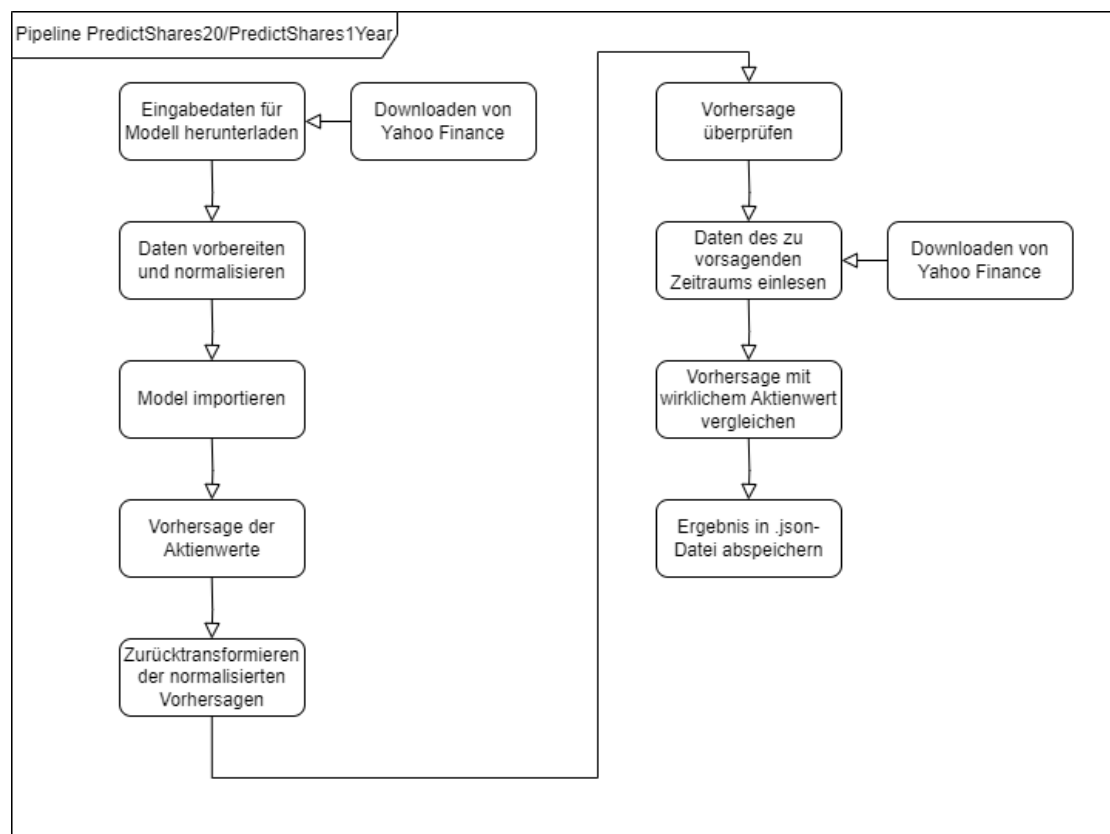 Pipeline PredictShares20/PredictShares1Year
Eingabedaten für
Modell herunterladen
Downloaden von
Yahoo Finance
Daten vorbereiten
und normalisieren
Model importieren
Vorhersage der
Aktienwerte
Zurücktransformieren
der normalisierten
Vorhersagen
Vorhersage
überprüfen
Daten des zu
vorsagenden
Zeitraums einlesen
Downloaden von
Yahoo Finance
Vorhersage mit
wirklichem Aktienwert
vergleichen
Ergebnis in .json-
Datei abspeichern